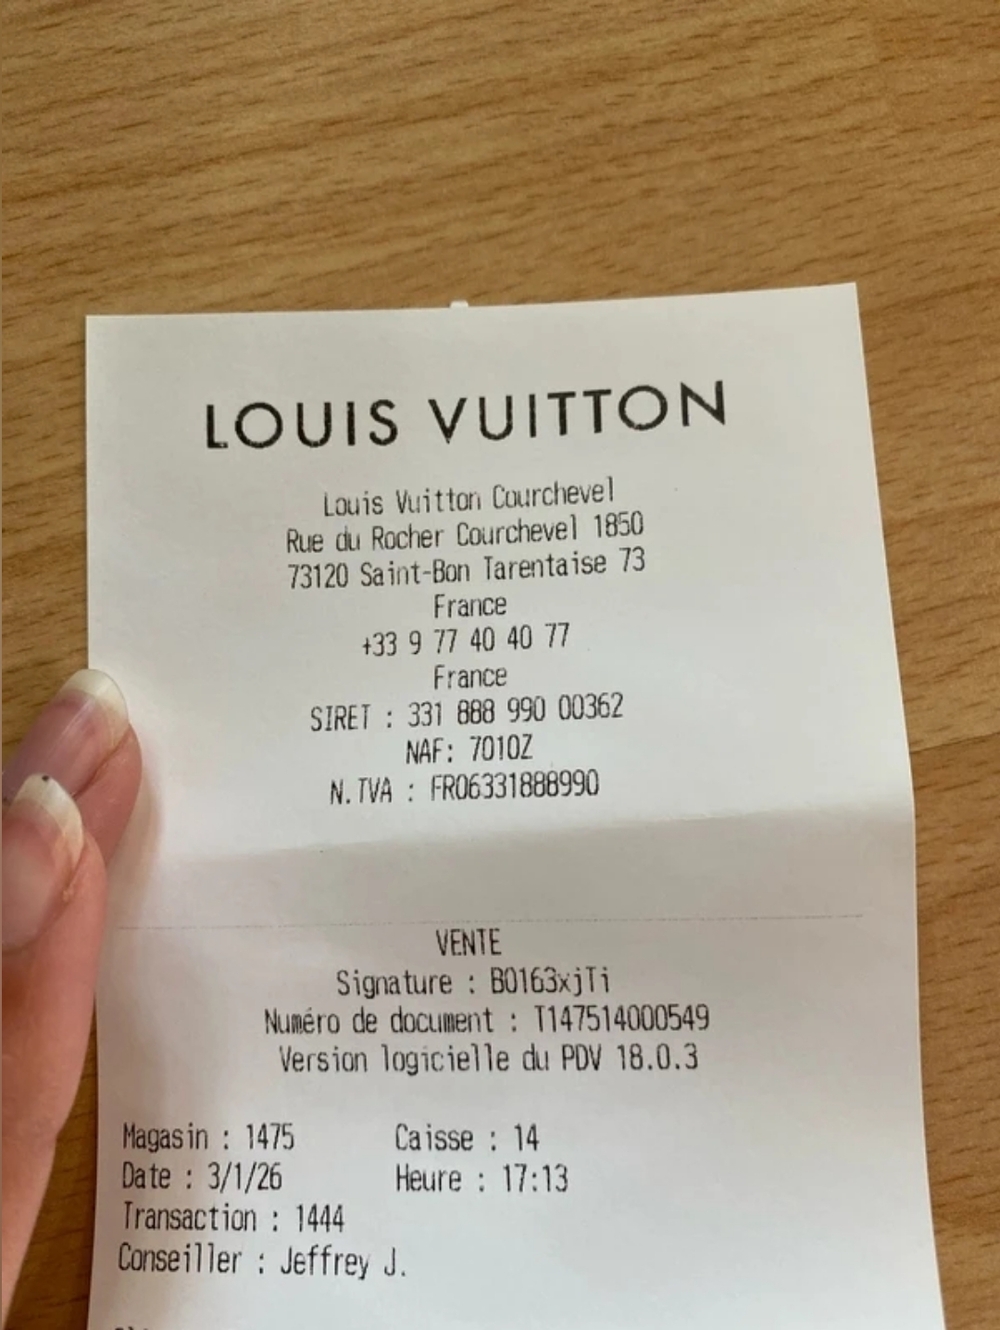 LOUIS VUITTON
Louis Vuitton Courchevel
Rue du Rocher Courchevel 1850
73120 Saint-Bon Tarentaise 73
France
+33 9 77 40 40 77
France
SIRET : 331 888 990 00362
NAF: 7010Z
N.TVA : FR06331888990
VENTE
Signature : B0163xjTi
Numéro de document : T147514000549
Version logicielle du PDV 18.0.3
Magasin : 1475 Caisse : 14
Date : 3/1/26 Heure : 17:13
Transaction : 1444
Conseiller : Jeffrey J.